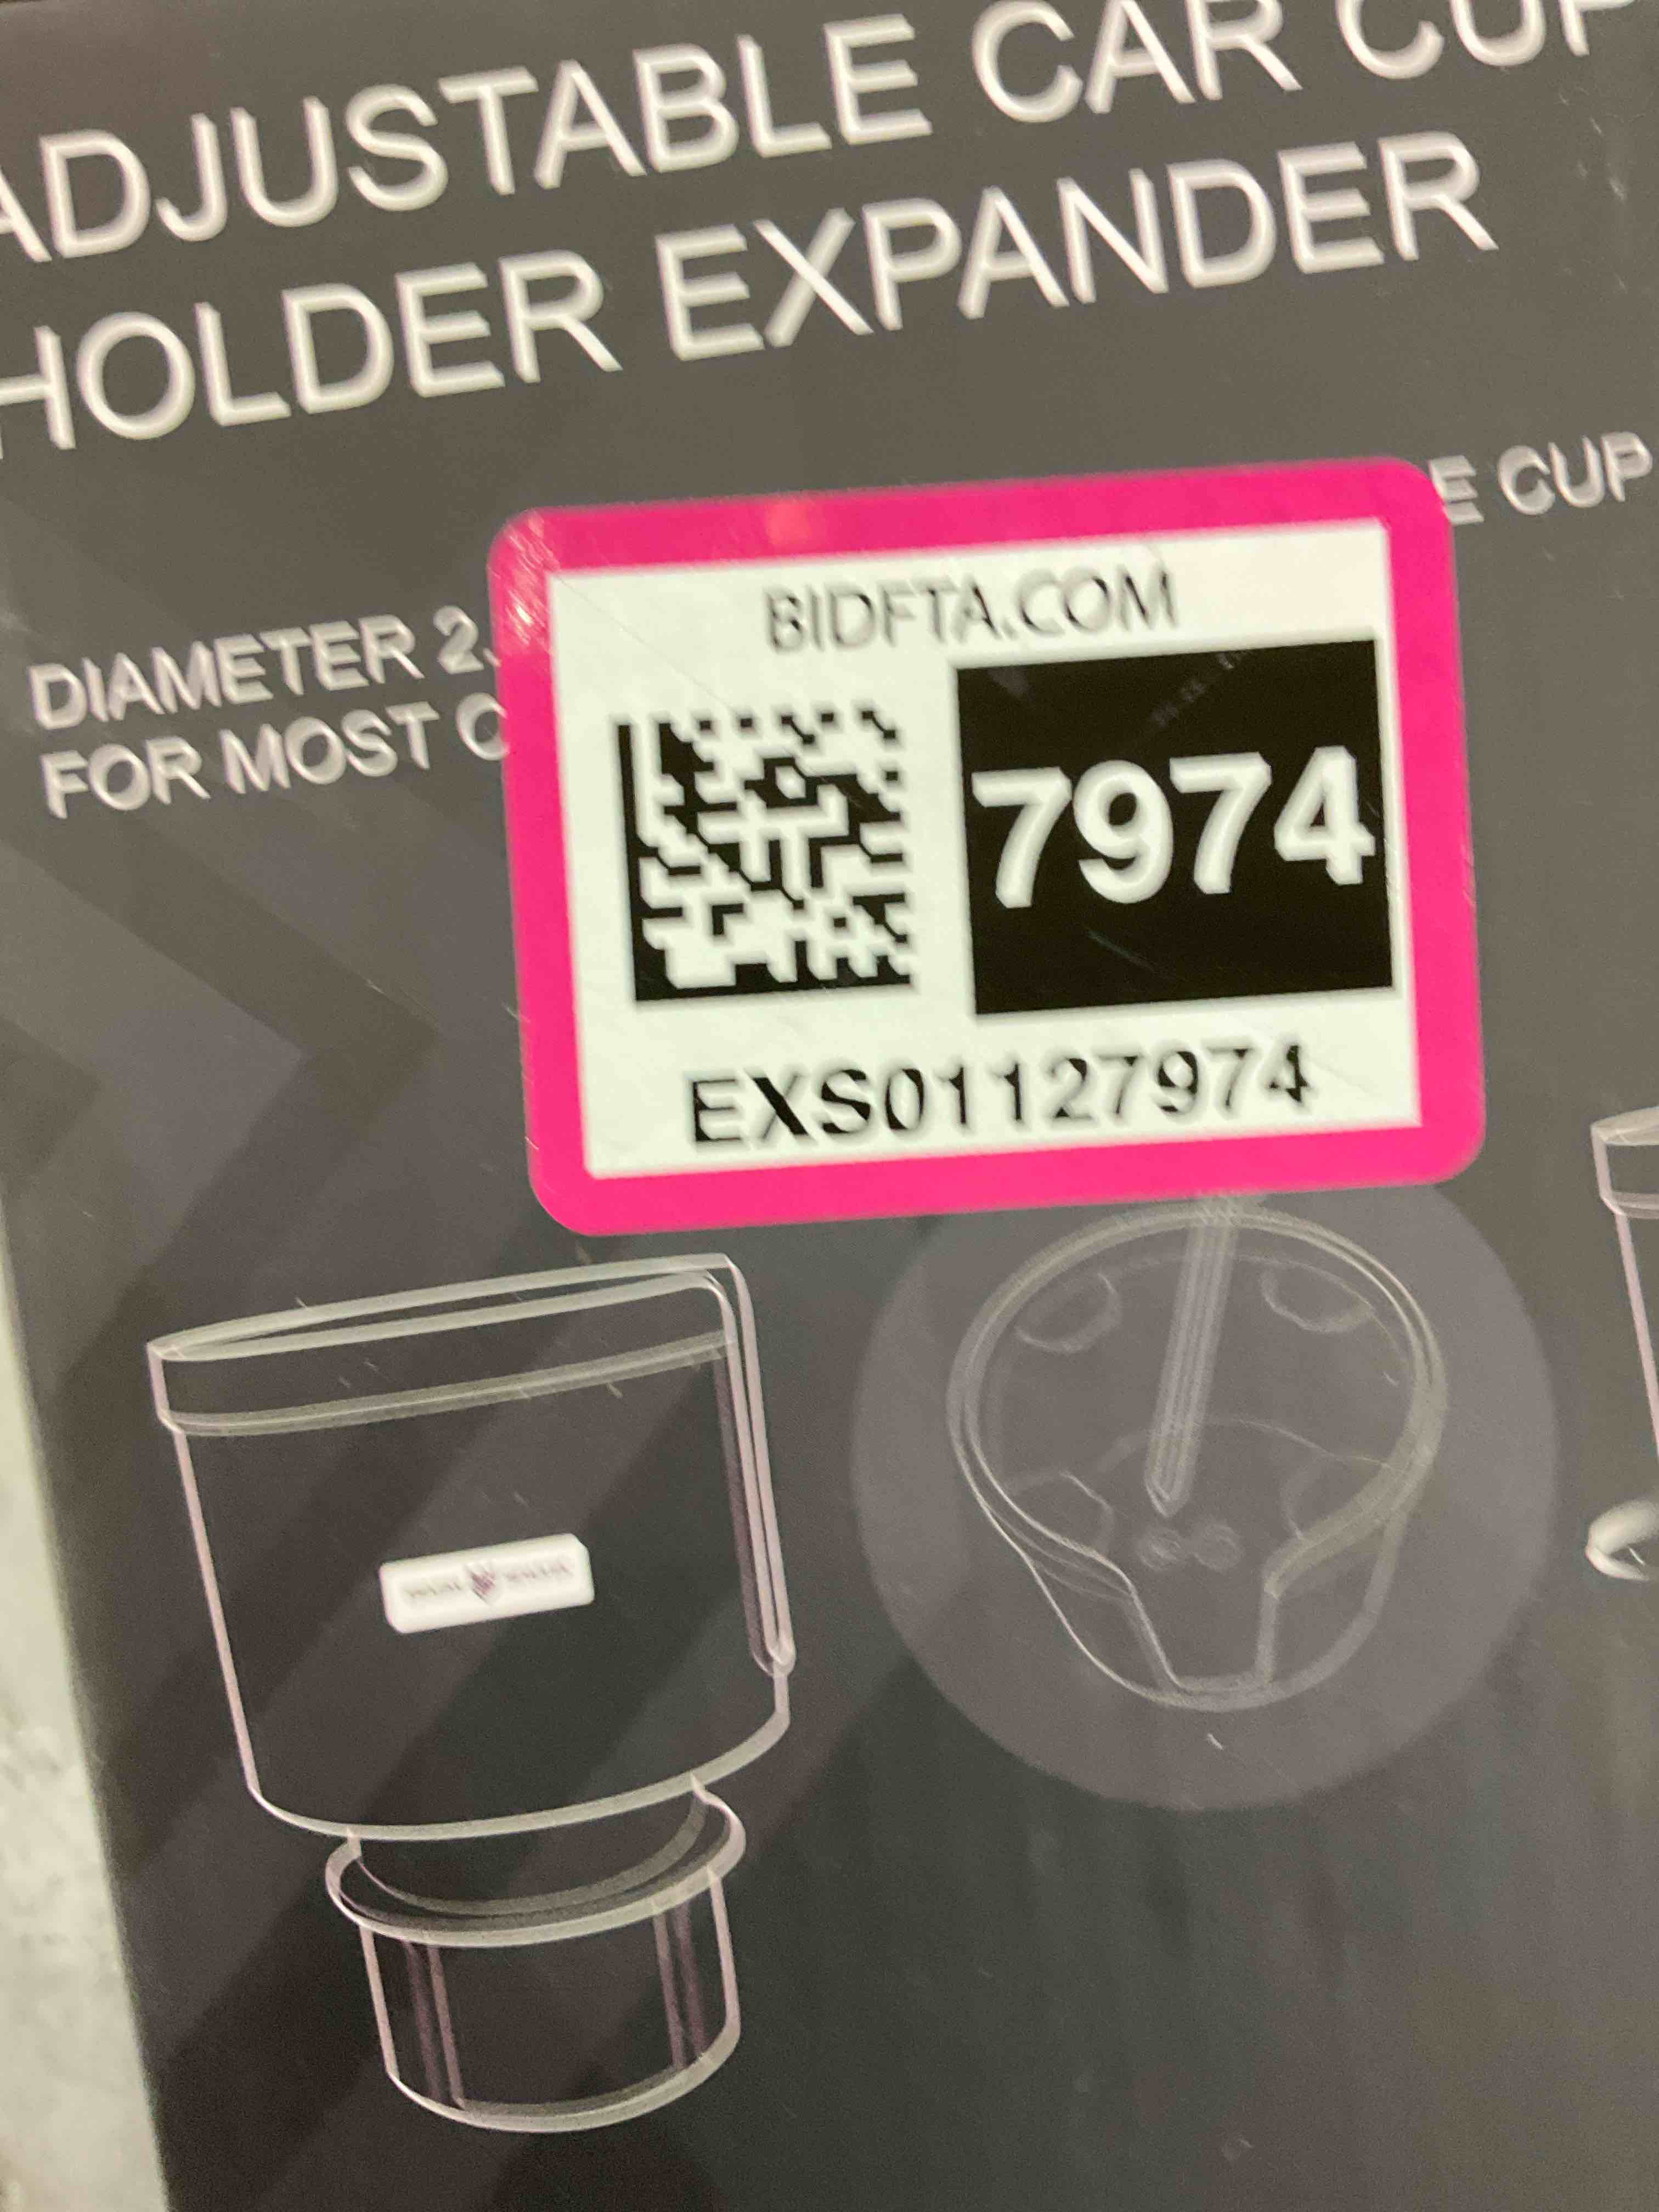 ADJUSTABLE CAR CUP
HOLDER EXPANDER
E CUP
DIAMETER 2.
FOR MOST C
BIDFTA.COM
7974
EXS01127974